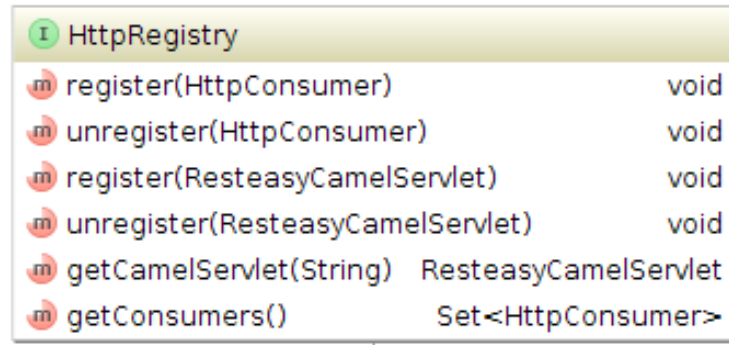 I HttpRegistry
m register(HttpConsumer) void
m unregister(HttpConsumer) void
m register(ResteasyCamelServlet) void
m unregister(ResteasyCamelServlet) void
m getCamelServlet(String) ResteasyCamelServlet
m getConsumers() Set<HttpConsumer>